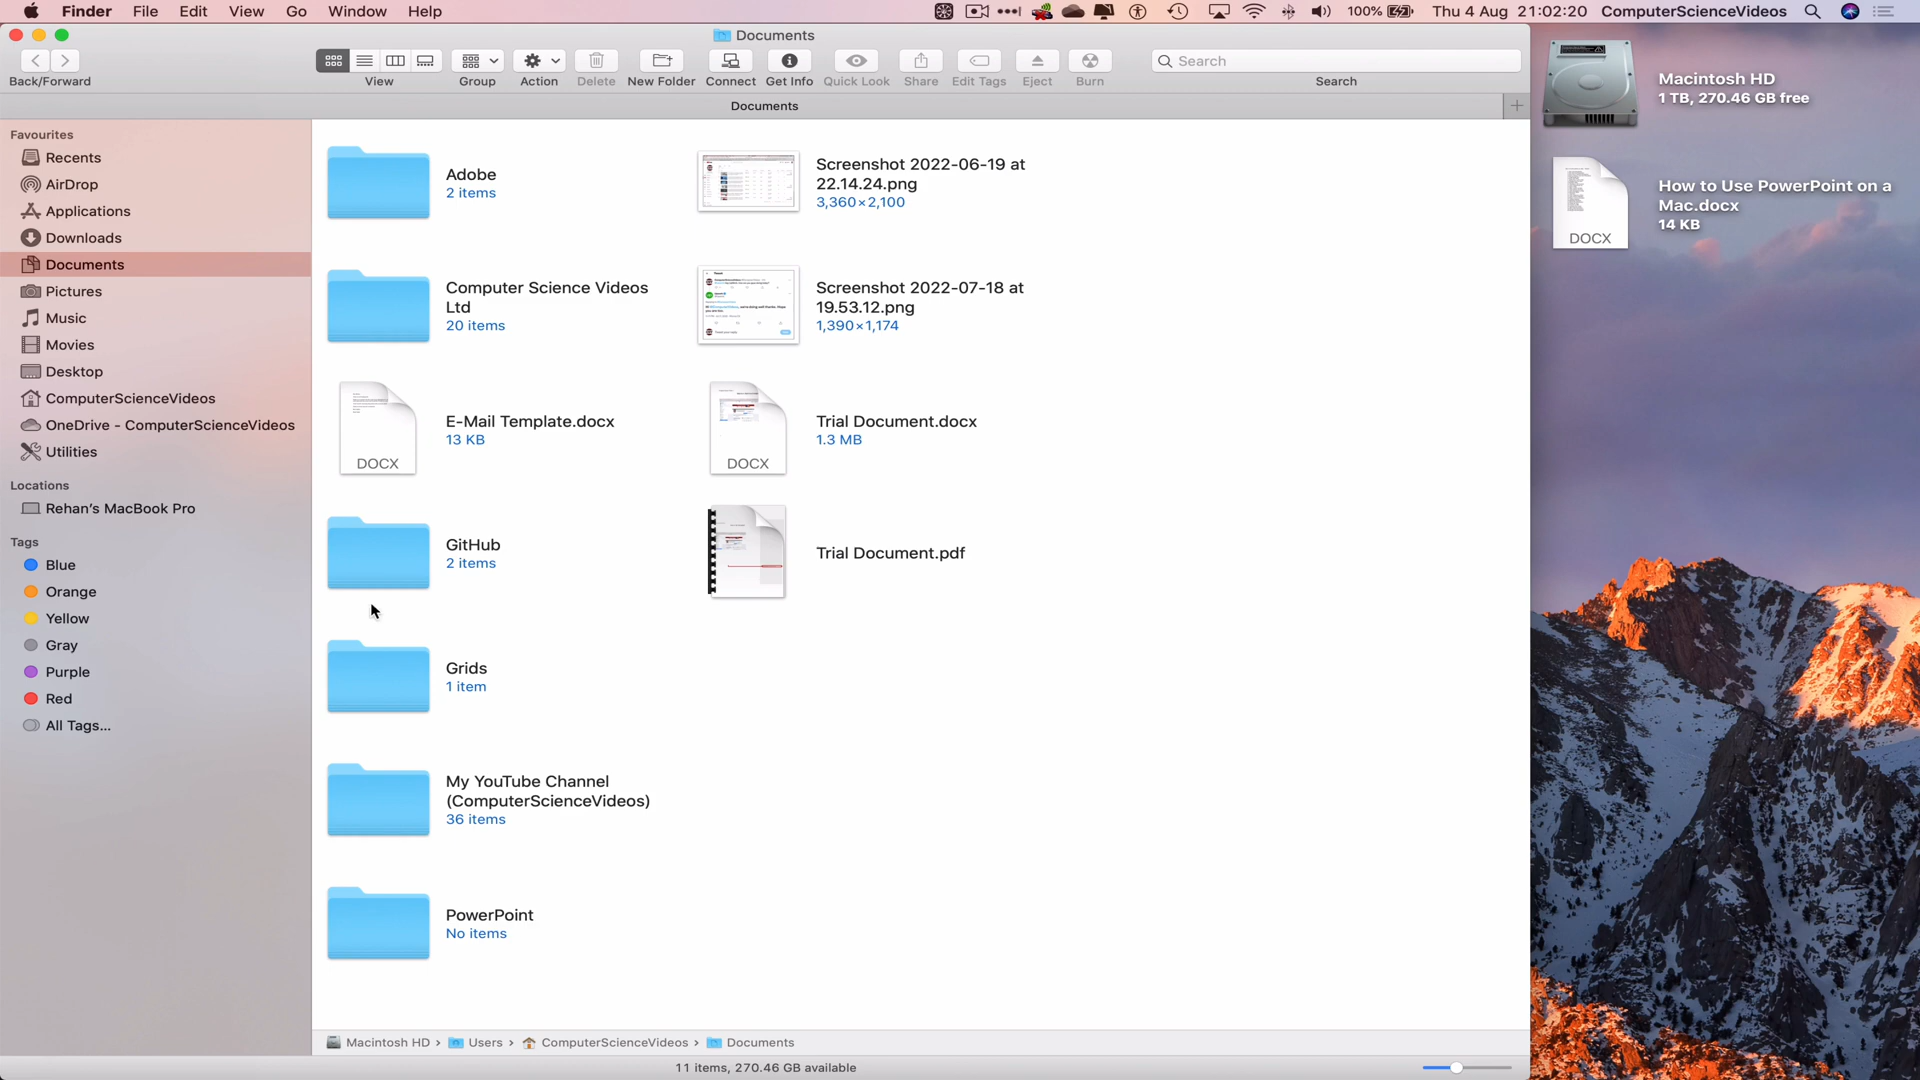 Finder File Edit View Go Window Help
100% Thu 4 Aug 21:02:20 ComputerScienceVideos
Documents
Back/Forward
View Group Action Delete New Folder Connect Get Info Quick Look Share Edit Tags Eject Burn
Search
Search
Documents
Favourites
Recents
AirDrop
Applications
Downloads
Documents
Pictures
Music
Movies
Desktop
ComputerScienceVideos
OneDrive - ComputerScienceVideos
Utilities
Locations
Rehan's MacBook Pro
Tags
Blue
Orange
Yellow
Gray
Purple
Red
All Tags...
Adobe
2 items
Computer Science Videos
Ltd
20 items
DOCX
E-Mail Template.docx
13 KB
GitHub
2 items
Grids
1 item
My YouTube Channel
(ComputerScienceVideos)
36 items
PowerPoint
No items
Screenshot 2022-06-19 at
22.14.24.png
3,360×2,100
Screenshot 2022-07-18 at
19.53.12.png
1,390×1,174
DOCX
Trial Document.docx
1.3 MB
Trial Document.pdf
Macintosh HD › Users › ComputerScienceVideos › Documents
11 items, 270.46 GB available
Macintosh HD
1 TB, 270.46 GB free
DOCX
How to Use PowerPoint on a
Mac.docx
14 KB